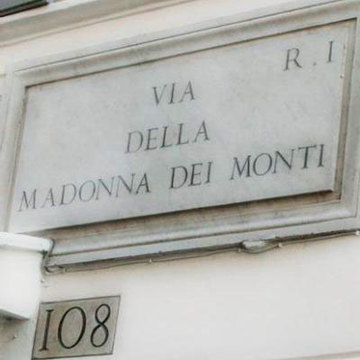 R. I
VIA
DELLA
MADONNA DEI MONTI
108